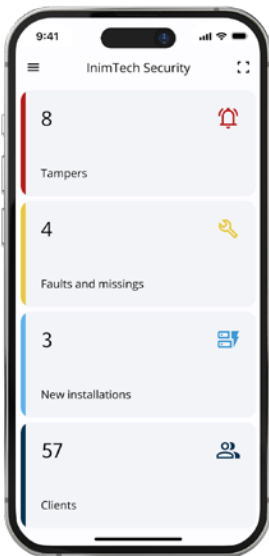 9:41
InimTech Security
8
Tampers
4
Faults and missings
3
New installations
57
Clients